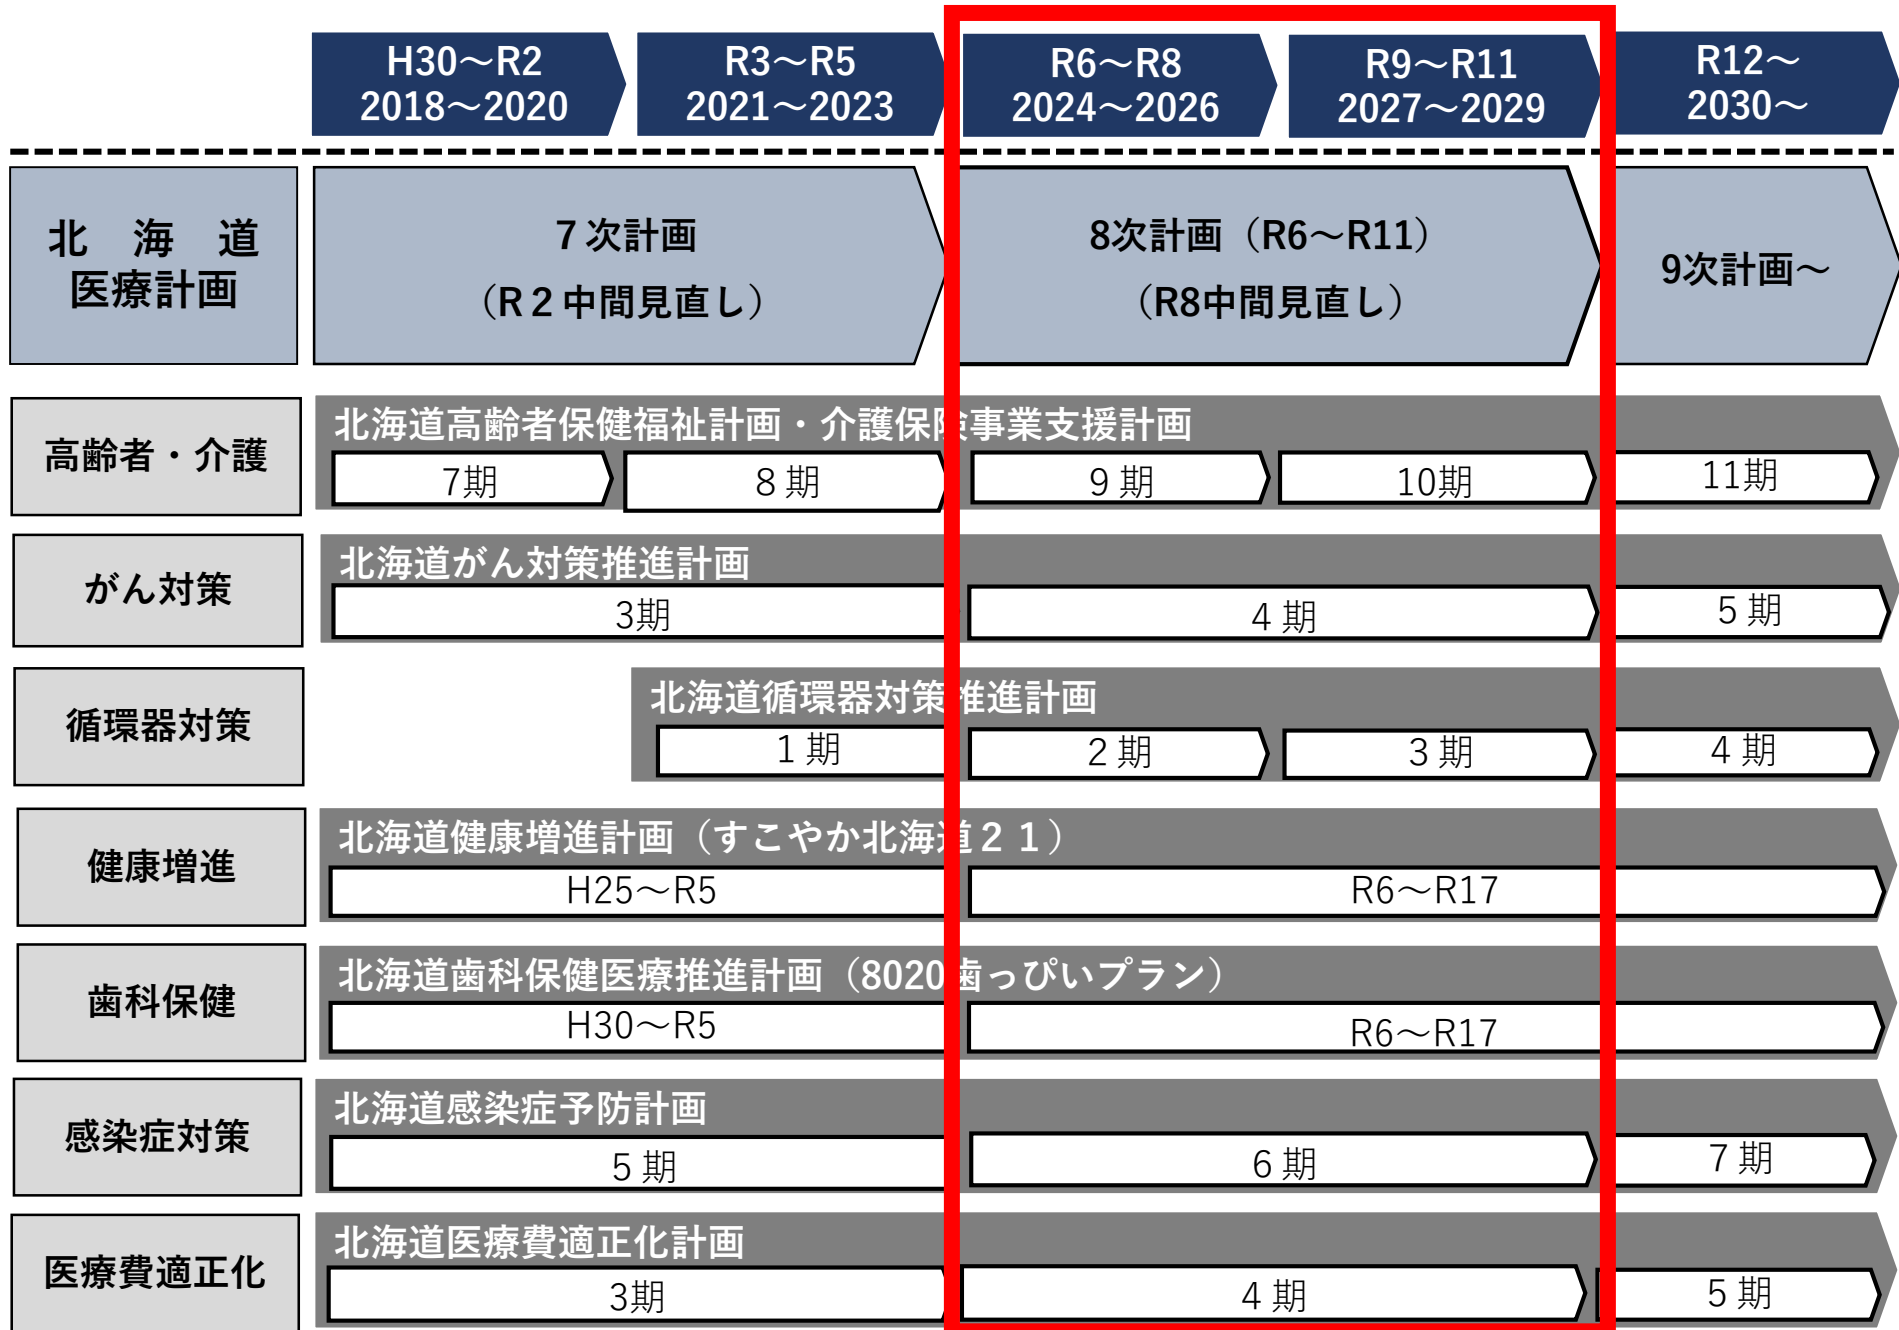 H30～R2
2018～2020
R3～R5
2021～2023
R6～R8
2024～2026
R9～R11
2027～2029
R12～
2030～
北　海　道
医療計画
７次計画
（R２中間見直し）
8次計画（R6～R11）
（R8中間見直し）
9次計画～
高齢者・介護
北海道高齢者保健福祉計画・介護保険事業支援計画
7期
８期
９期
10期
11期
がん対策
北海道がん対策推進計画
3期
４期
５期
循環器対策
北海道循環器対策推進計画
１期
２期
３期
４期
健康増進
北海道健康増進計画（すこやか北海道２１）
H25～R5
R6～R17
歯科保健
北海道歯科保健医療推進計画（8020歯っぴいプラン）
H30～R5
R6～R17
感染症対策
北海道感染症予防計画
５期
６期
７期
医療費適正化
北海道医療費適正化計画
3期
４期
５期